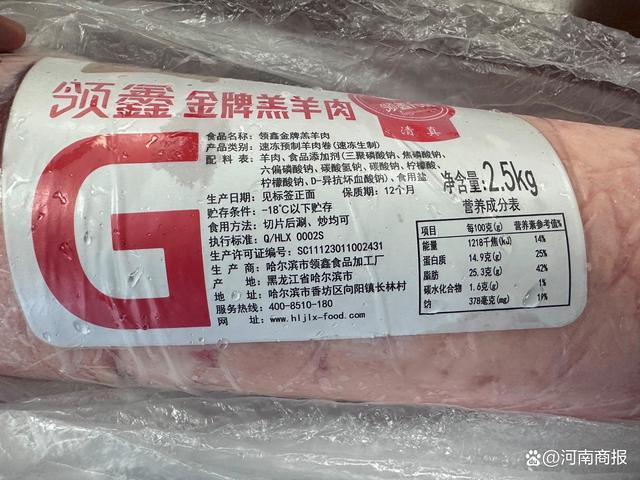 领鑫 金牌羔羊肉
清真
食品名称: 领鑫金牌羔羊肉
产品类别: 速冻预制羊肉卷(速冻生制)
配 料 表: 羊肉、食品添加剂(三聚磷酸钠、焦磷酸钠、
六偏磷酸钠、碳酸氢钠、碳酸钠、柠檬酸、
柠檬酸钠、D-异抗坏血酸钠)、食用盐
生产日期: 见标签正面 保质期: 12个月
贮存条件: -18℃以下贮存
食用方法: 切片后涮、炒均可
执行标准: Q/HLX 0002S
生产许可证编号: SC11123011002431
生 产 商: 哈尔滨市领鑫食品加工厂
产 地: 黑龙江省哈尔滨市
地 址: 哈尔滨市香坊区向阳镇长林村
服务热线: 400-8510-180
网 址: www.hljlx-food.com
净含量: 2.5kg
营养成分表
项目 每100克(g) 营养素参考值%
能量 1218千焦(kJ) 14%
蛋白质 14.9克(g) 25%
脂肪 25.3克(g) 42%
碳水化合物 1.6克(g) 1%
钠 378毫克(mg) 19%
G
@河南商报